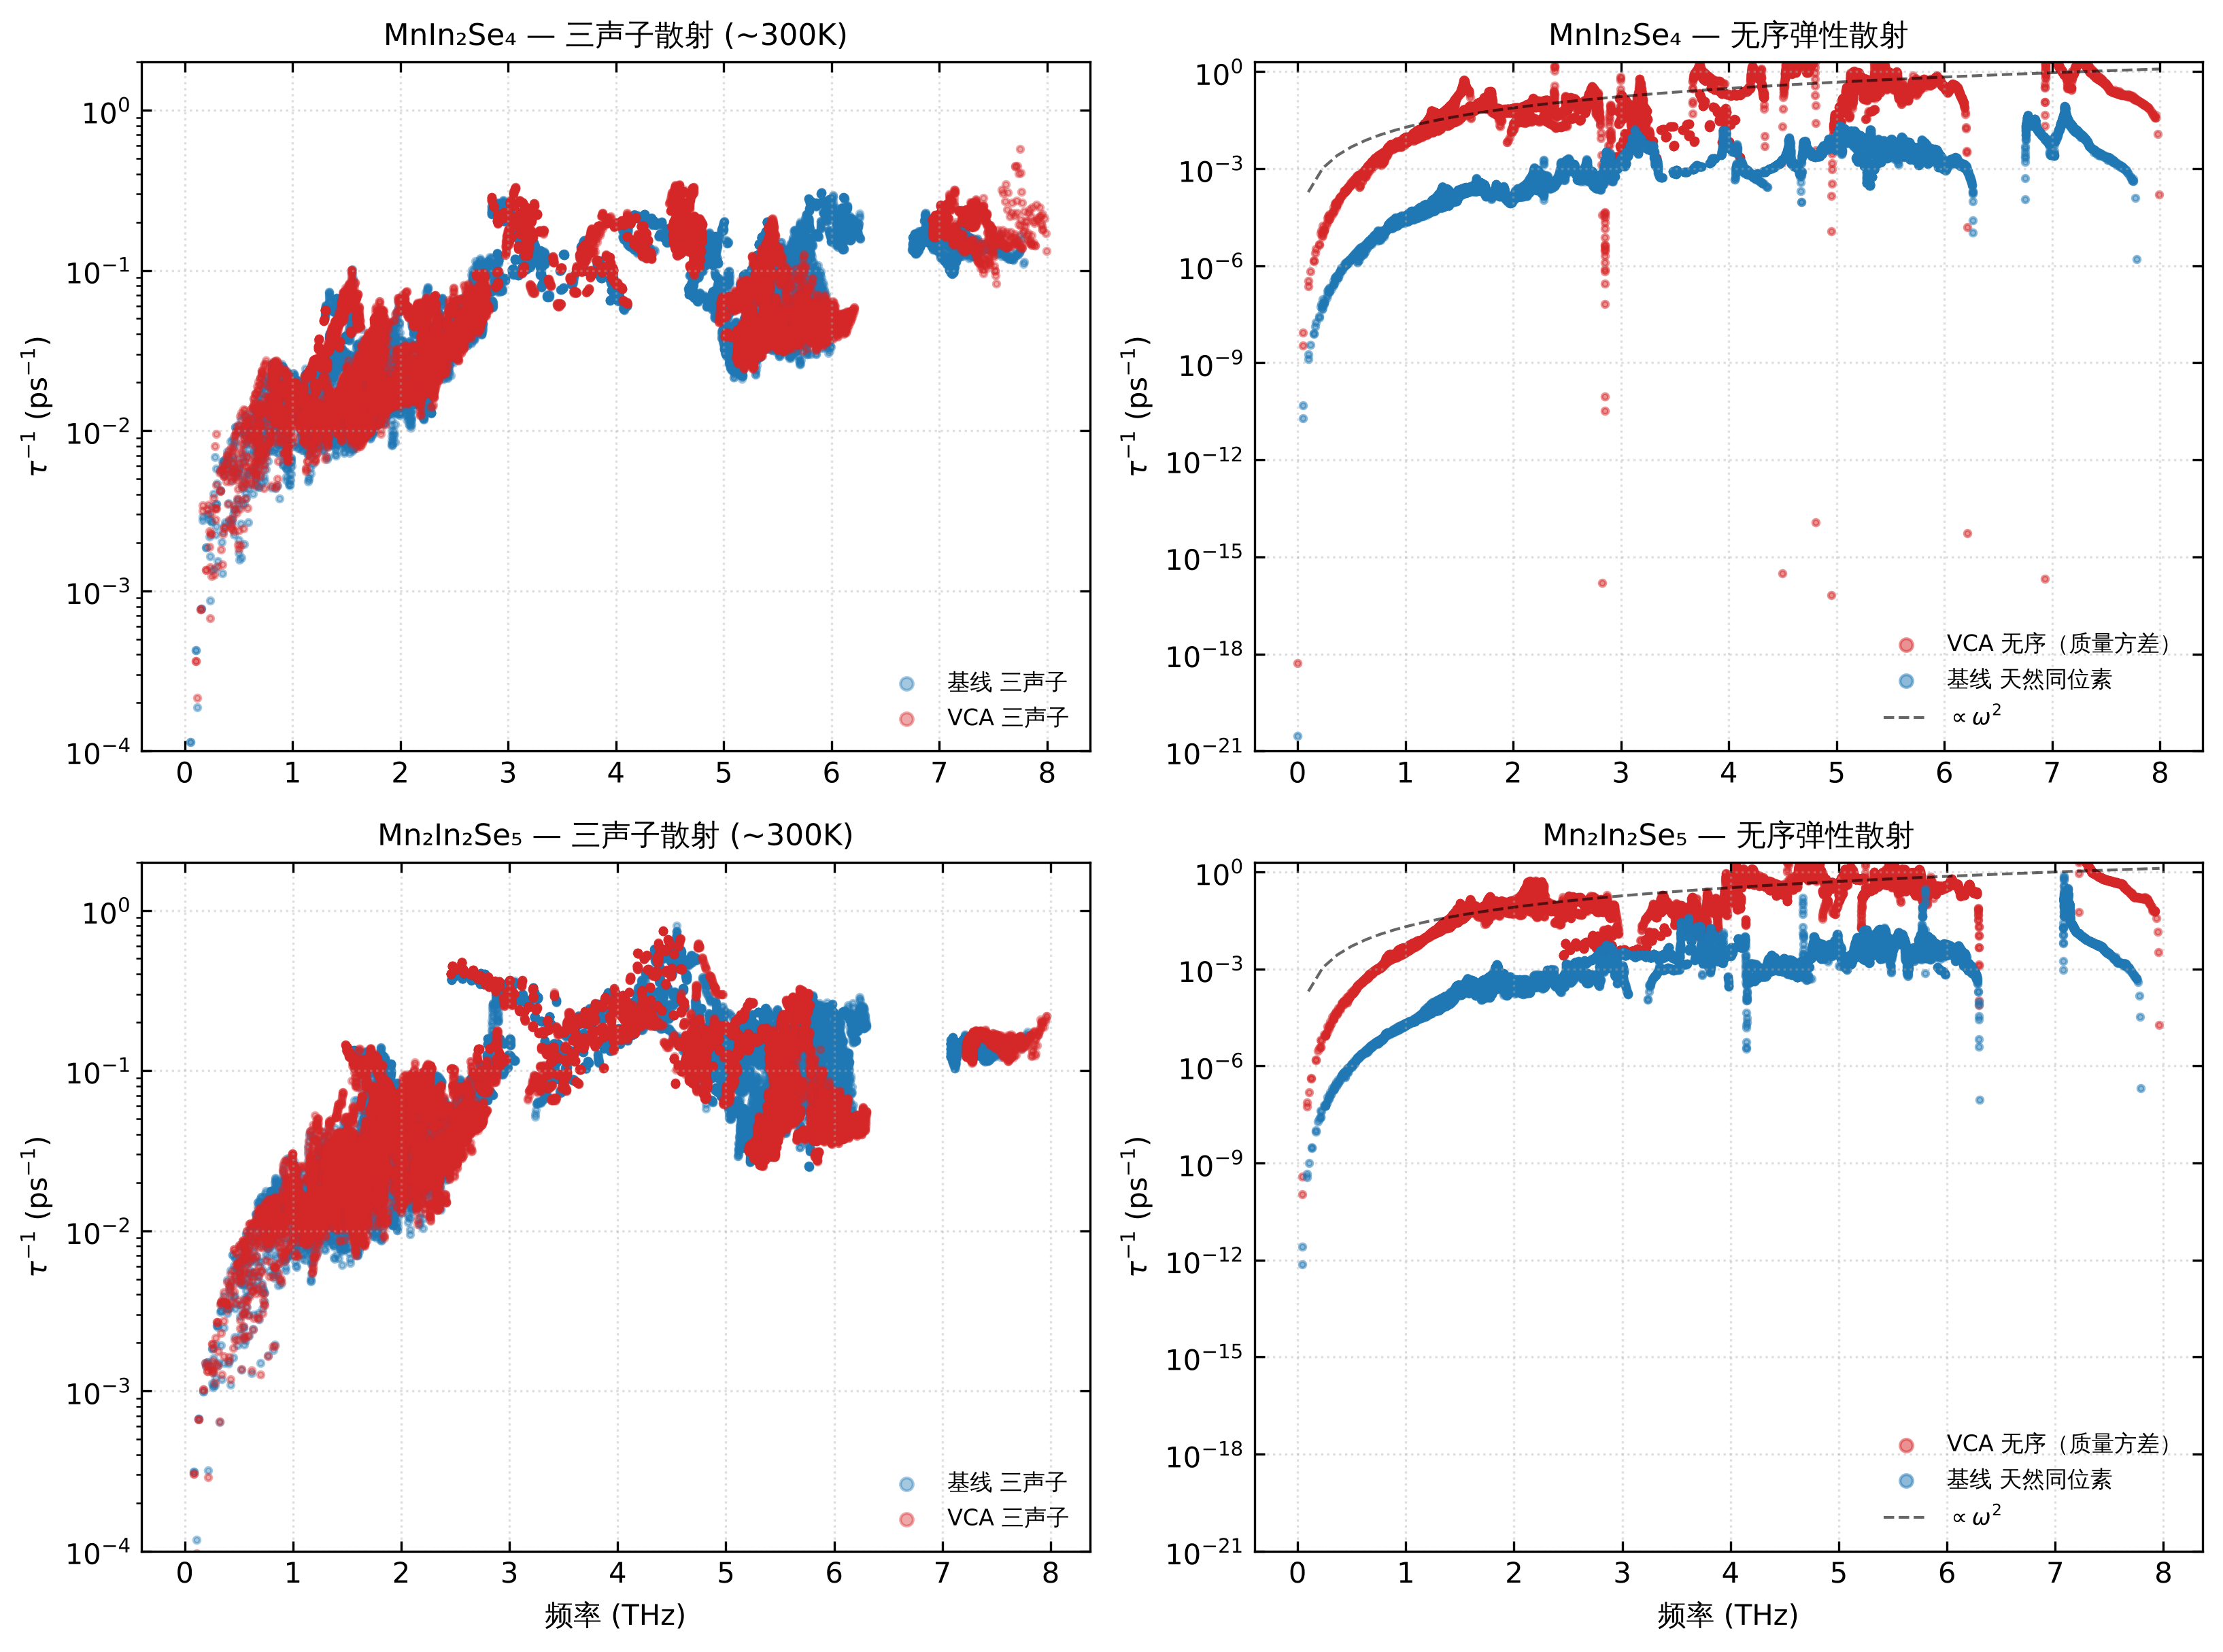 MnIn₂Se₄ — 三声子散射 (~300K)
τ⁻¹ (ps⁻¹)
10⁰
10⁻¹
10⁻²
10⁻³
10⁻⁴
0 1 2 3 4 5 6 7 8
基线 三声子
VCA 三声子
MnIn₂Se₄ — 无序弹性散射
τ⁻¹ (ps⁻¹)
10⁰
10⁻³
10⁻⁶
10⁻⁹
10⁻¹²
10⁻¹⁵
10⁻¹⁸
10⁻²¹
0 1 2 3 4 5 6 7 8
VCA 无序（质量方差）
基线 天然同位素
∝ ω²
Mn₂In₂Se₅ — 三声子散射 (~300K)
τ⁻¹ (ps⁻¹)
10⁰
10⁻¹
10⁻²
10⁻³
10⁻⁴
0 1 2 3 4 5 6 7 8
频率 (THz)
基线 三声子
VCA 三声子
Mn₂In₂Se₅ — 无序弹性散射
τ⁻¹ (ps⁻¹)
10⁰
10⁻³
10⁻⁶
10⁻⁹
10⁻¹²
10⁻¹⁵
10⁻¹⁸
10⁻²¹
0 1 2 3 4 5 6 7 8
频率 (THz)
VCA 无序（质量方差）
基线 天然同位素
∝ ω²